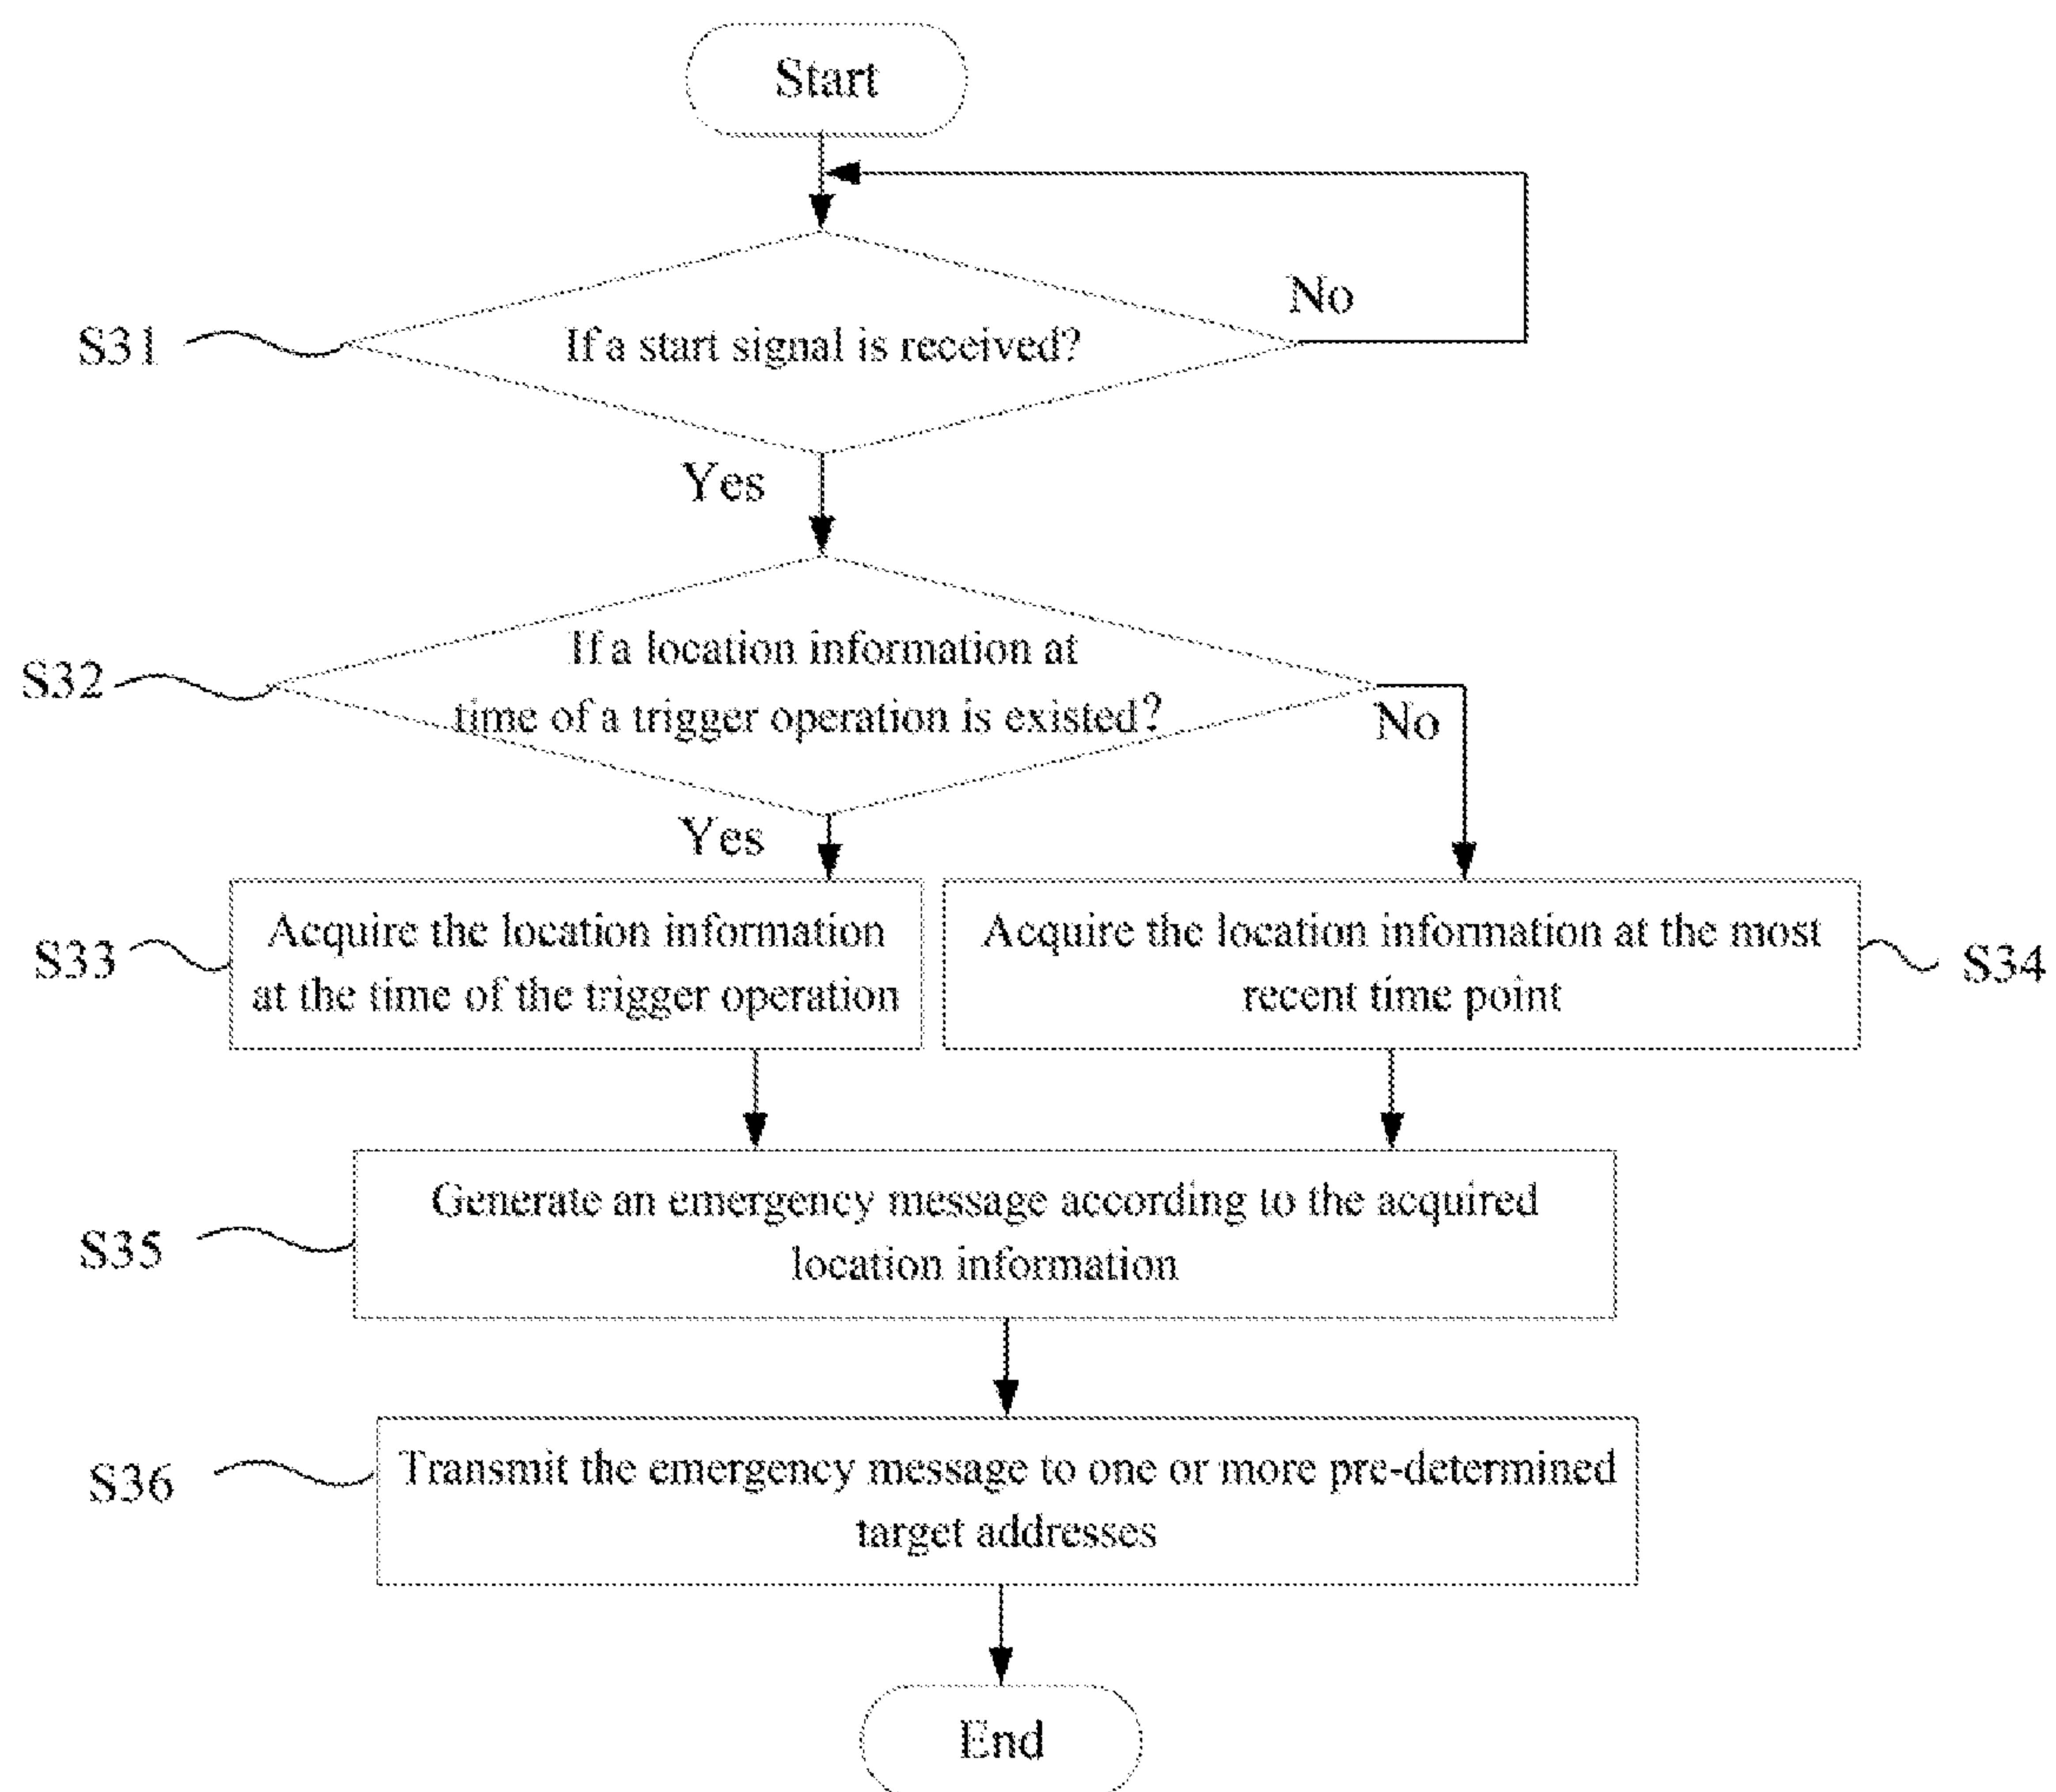 Start
No
S31
If a start signal is received?
Yes
S32
If a location information at
time of a trigger operation is existed?
No
Yes
S33
Acquire the location information
at the time of the trigger operation
Acquire the location information at the most
recent time point
S34
S35
Generate an emergency message according to the acquired
location information
S36
Transmit the emergency message to one or more pre-determined
target addresses
End